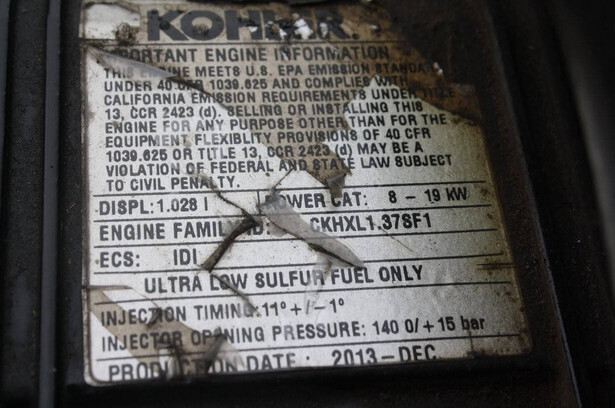 KOHLER.
IMPORTANT ENGINE INFORMATION
THIS ENGINE MEETS U.S. EPA EMISSION STANDA
UNDER 40 CFR 1039.625 AND COMPLIES WITH
CALIFORNIA EMISSION REQUIREMENTS UNDER TITLE
13, CCR 2423 (d). SELLING OR INSTALLING THIS
ENGINE FOR ANY PURPOSE OTHER THAN FOR THE
EQUIPMENT FLEXIBLITY PROVISIONS OF 40 CFR
1039.625 OR TITLE 13, CCR 2423 (d) MAY BE A
VIOLATION OF FEDERAL AND STATE LAW SUBJECT
TO CIVIL PENALTY.
DISPL: 1.028 l POWER CAT: 8 - 19 kW
ENGINE FAMIL D: CKHXL1.37SF1
ECS: IDI
ULTRA LOW SULFUR FUEL ONLY
INJECTION TIMING: 11° +/- 1°
INJECTOR OPENING PRESSURE: 140 0/+15 bar
PRODUCTION DATE: 2013-DEC.